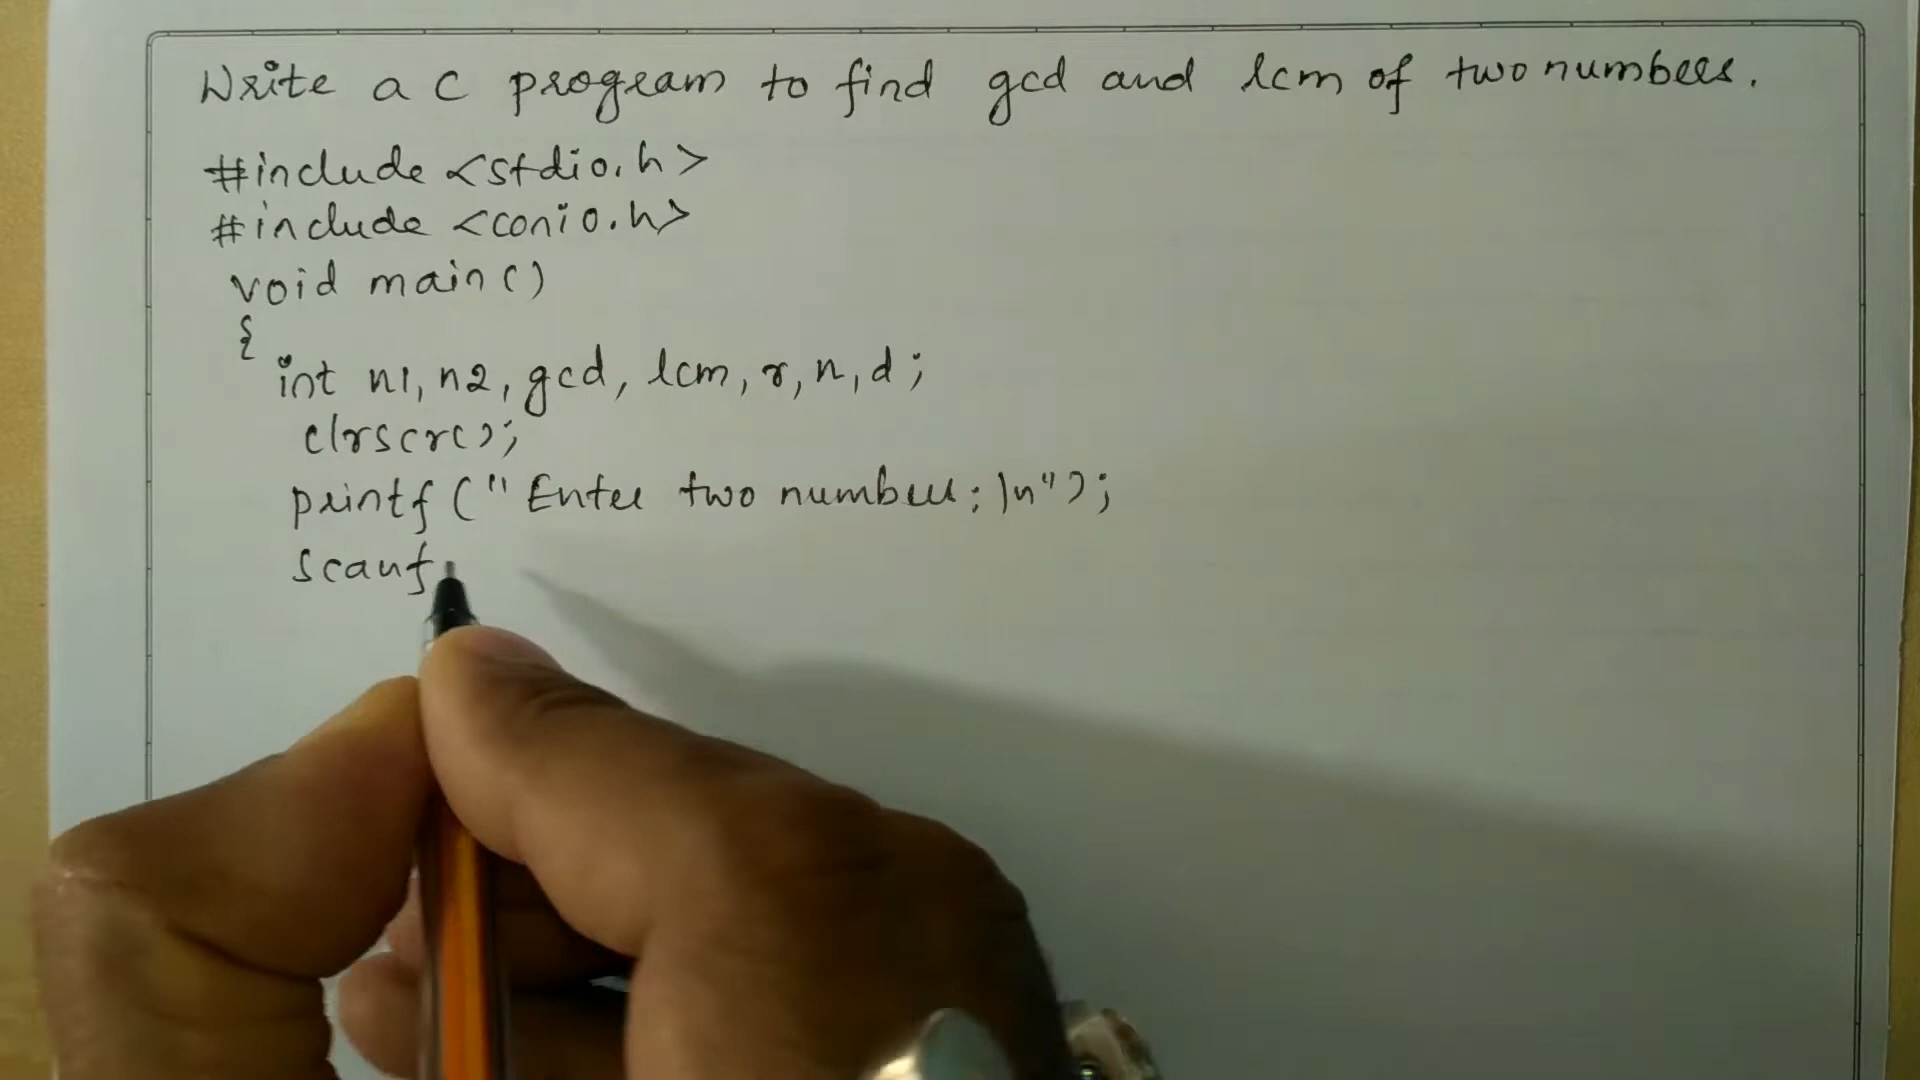 Write a C program to find gcd and lcm of two numbers.
#include <stdio.h>
#include <conio.h>
void main()
{
int n1, n2, gcd, lcm, r, n, d;
clrscr();
printf ("Enter two numbers: \n");
scanf